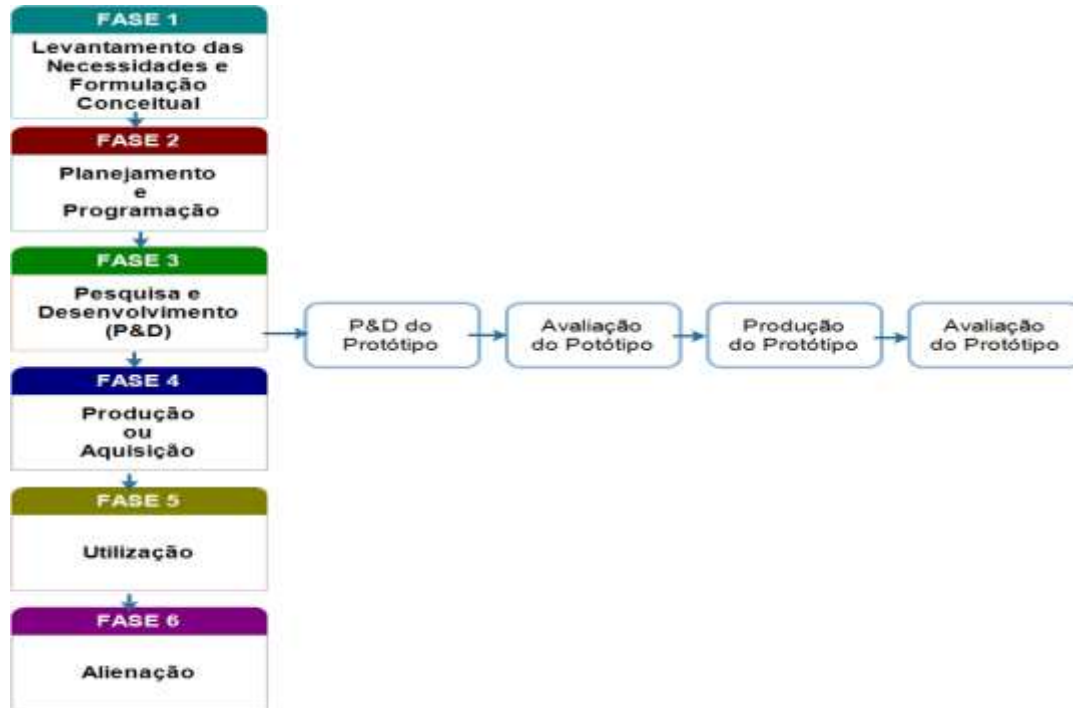 FASE 1
Levantamento das
Necessidades e
Formulação
Conceitual
FASE 2
Planejamento
e
Programação
FASE 3
Pesquisa e
Desenvolvimento
(P&D)
P&D do
Protótipo
Avaliação
do Potótipo
Produção
do Protótipo
Avaliação
do Protótipo
FASE 4
Produção
ou
Aquisição
FASE 5
Utilização
FASE 6
Alienação